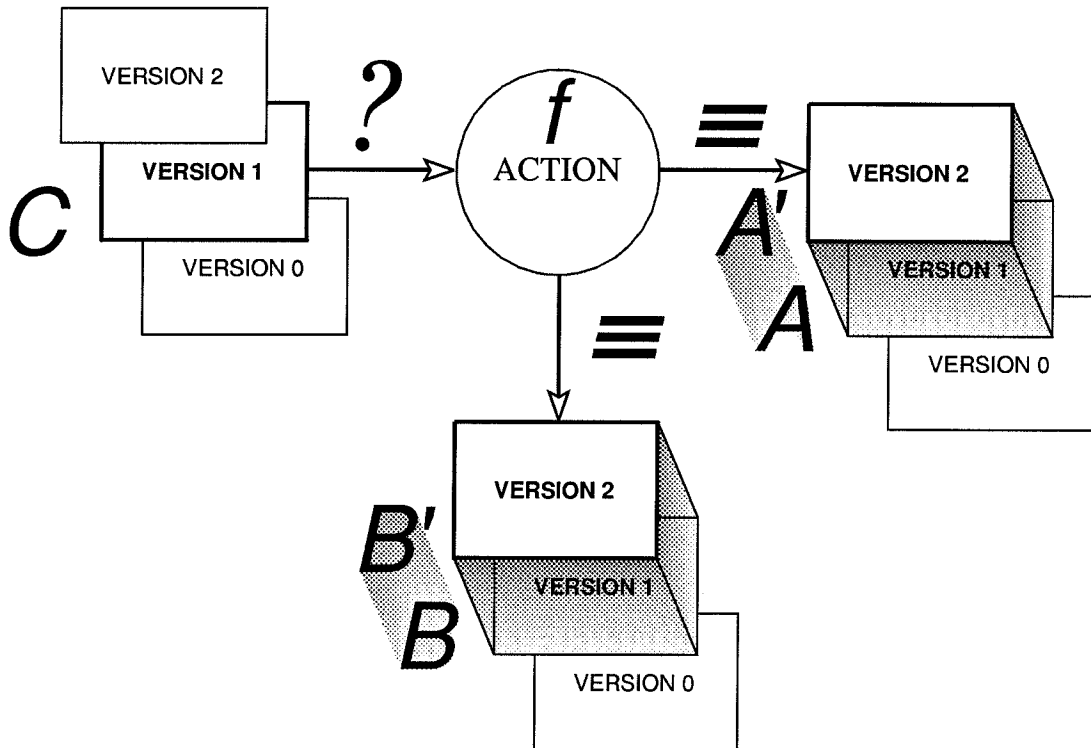 VERSION 2
?
f
≡
VERSION 1
ACTION
VERSION 2
C
A'
VERSION 0
VERSION 1
A
≡
VERSION 0
VERSION 2
B'
VERSION 1
B
VERSION 0